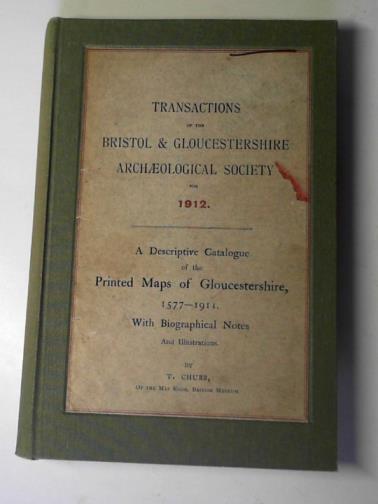 TRANSACTIONS
OF THE
BRISTOL & GLOUCESTERSHIRE
ARCHÆOLOGICAL SOCIETY
FOR
1912.
A Descriptive Catalogue
of the
Printed Maps of Gloucestershire,
1577—1911.
With Biographical Notes
And Illustrations.
BY
T. CHUBB,
OF THE MAP ROOM, BRITISH MUSEUM